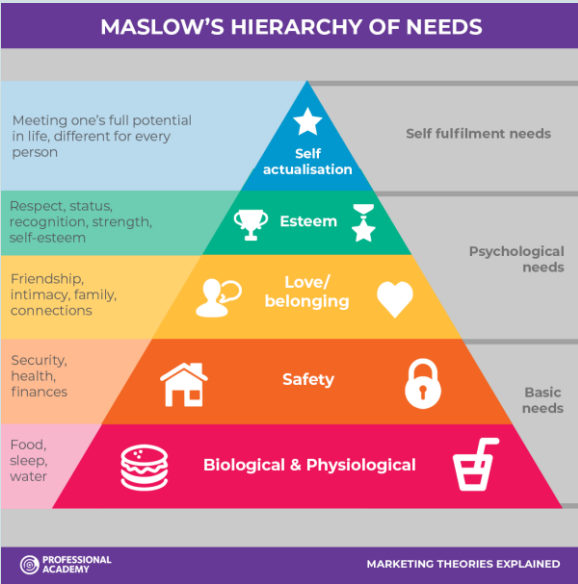 MASLOW'S HIERARCHY OF NEEDS
Meeting one's full potential
in life, different for every
person
Self
actualisation
Self fulfilment needs
Respect, status,
recognition, strength,
self-esteem
Esteem
Psychological
needs
Friendship,
intimacy, family,
connections
Love/
belonging
Security,
health,
finances
Safety
Basic
needs
Food,
sleep,
water
Biological & Physiological
PROFESSIONAL
ACADEMY
MARKETING THEORIES EXPLAINED